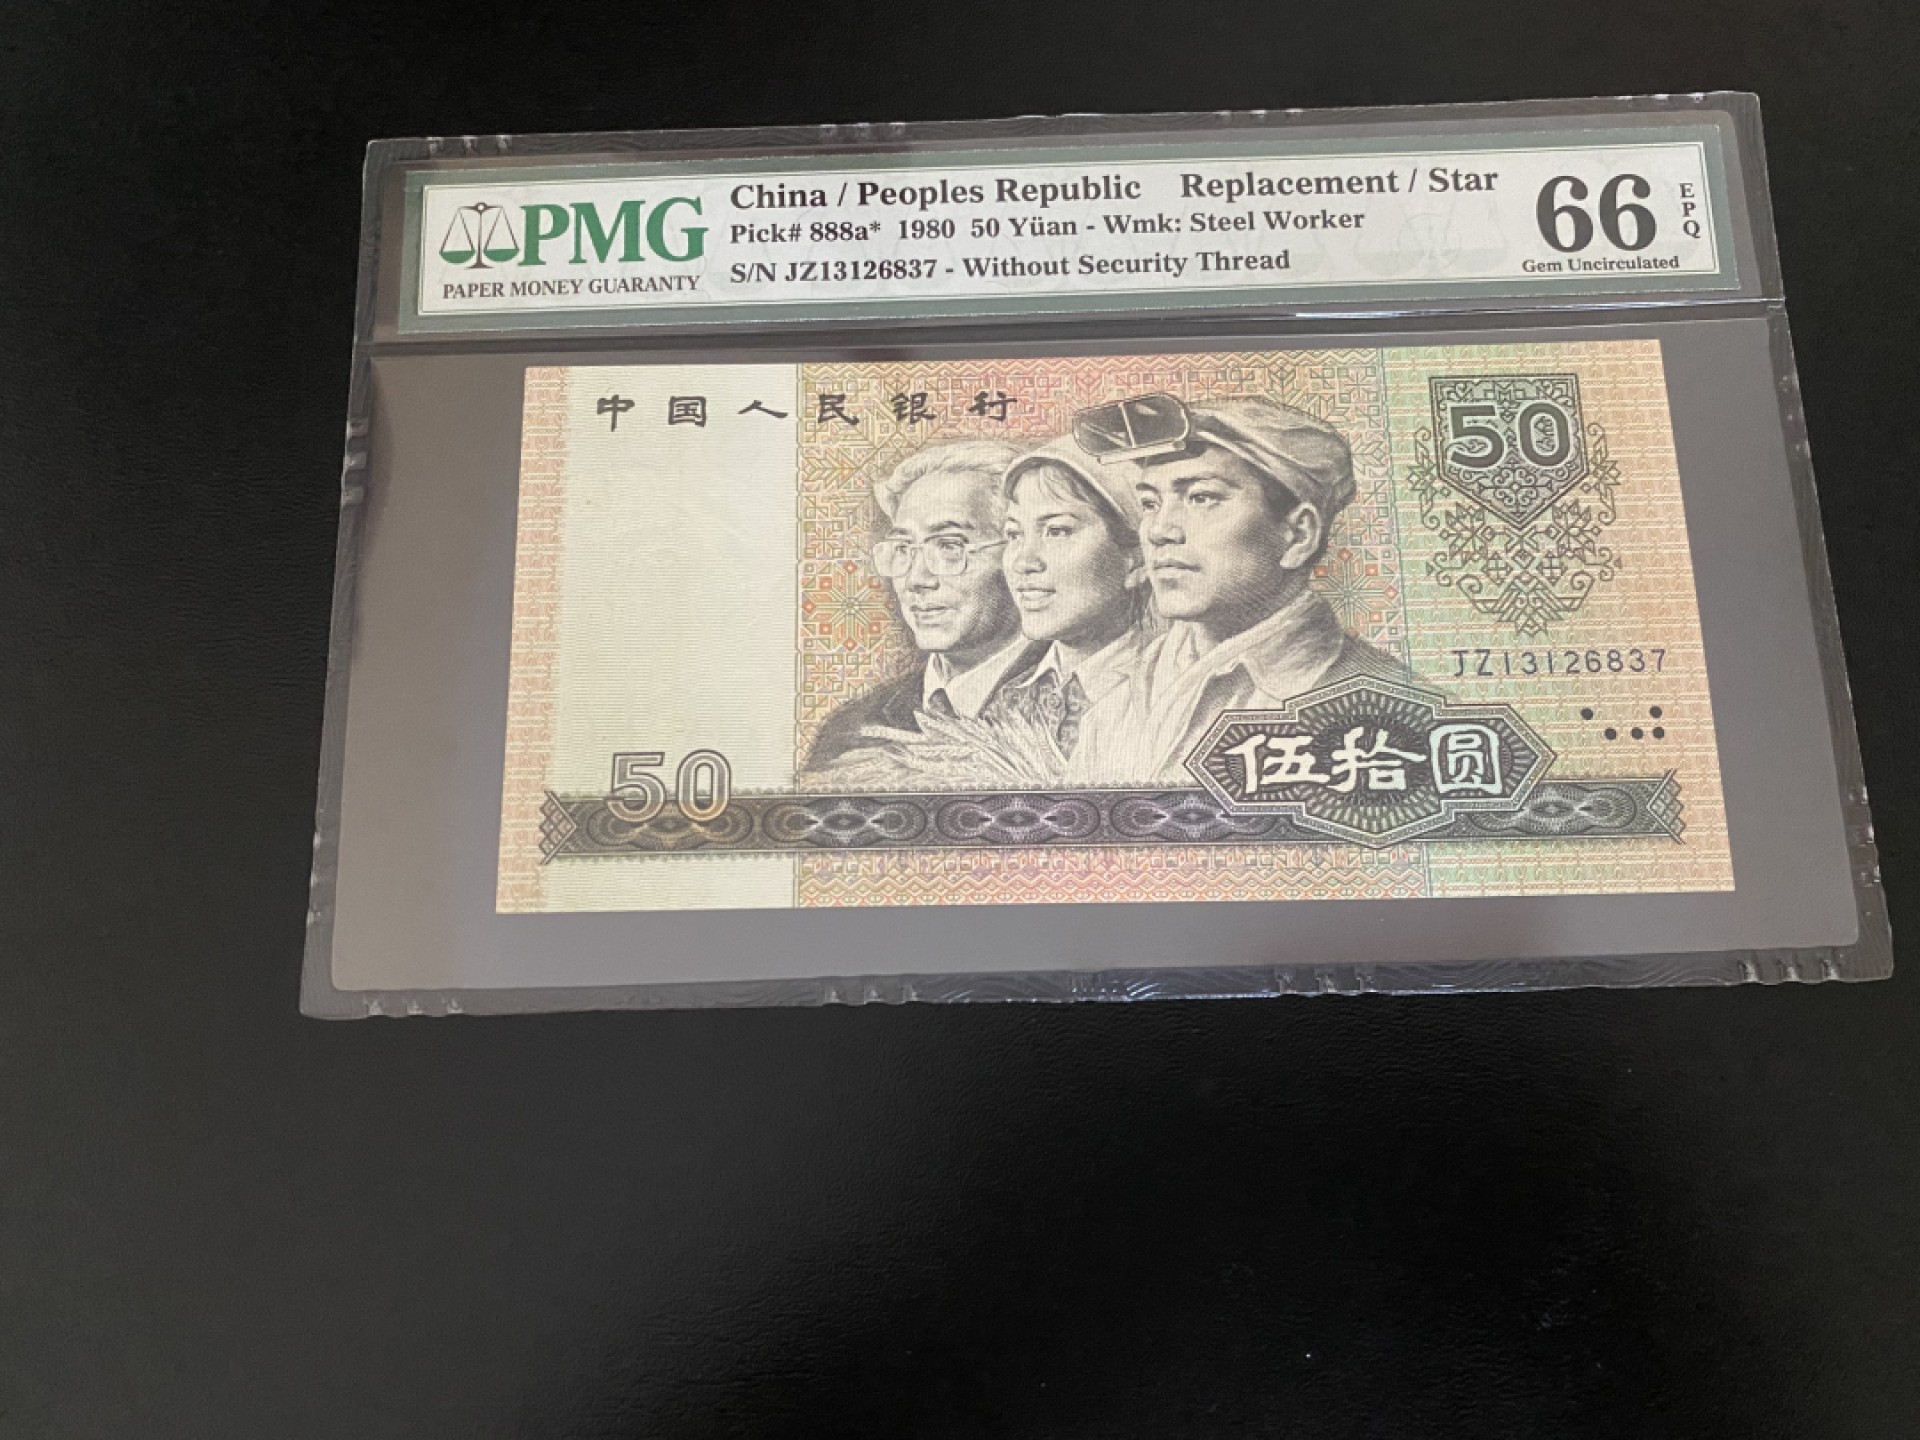 PMG
PAPER MONEY GUARANTY
China / Peoples Republic Replacement / Star
Pick# 888a* 1980 50 Yüan - Wmk: Steel Worker
S/N JZ13126837 - Without Security Thread
66
EPQ
Gem Uncirculated
中国人民银行
50
JZ13126837
50
伍拾圆